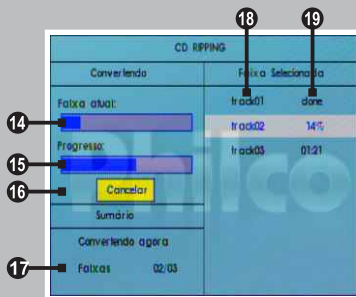 18 19
CD RIPPING
Convertendo
Faixa Selecionada
Faixa atual:
track01 done
14
track02 14%
Progresso:
15
track03 01:21
16
Cancelar
Sumário
Convertendo agora
17
Faixas 02/03
Philco